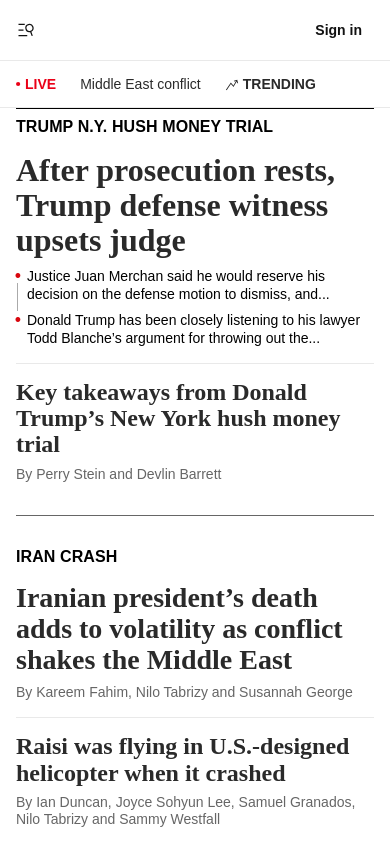 Sign in
LIVE
Middle East conflict
TRENDING
TRUMP N.Y. HUSH MONEY TRIAL
After prosecution rests,
Trump defense witness
upsets judge
Justice Juan Merchan said he would reserve his
decision on the defense motion to dismiss, and...
Donald Trump has been closely listening to his lawyer
Todd Blanche’s argument for throwing out the...
Key takeaways from Donald
Trump’s New York hush money
trial
By Perry Stein and Devlin Barrett
IRAN CRASH
Iranian president’s death
adds to volatility as conflict
shakes the Middle East
By Kareem Fahim, Nilo Tabrizy and Susannah George
Raisi was flying in U.S.-designed
helicopter when it crashed
By Ian Duncan, Joyce Sohyun Lee, Samuel Granados,
Nilo Tabrizy and Sammy Westfall